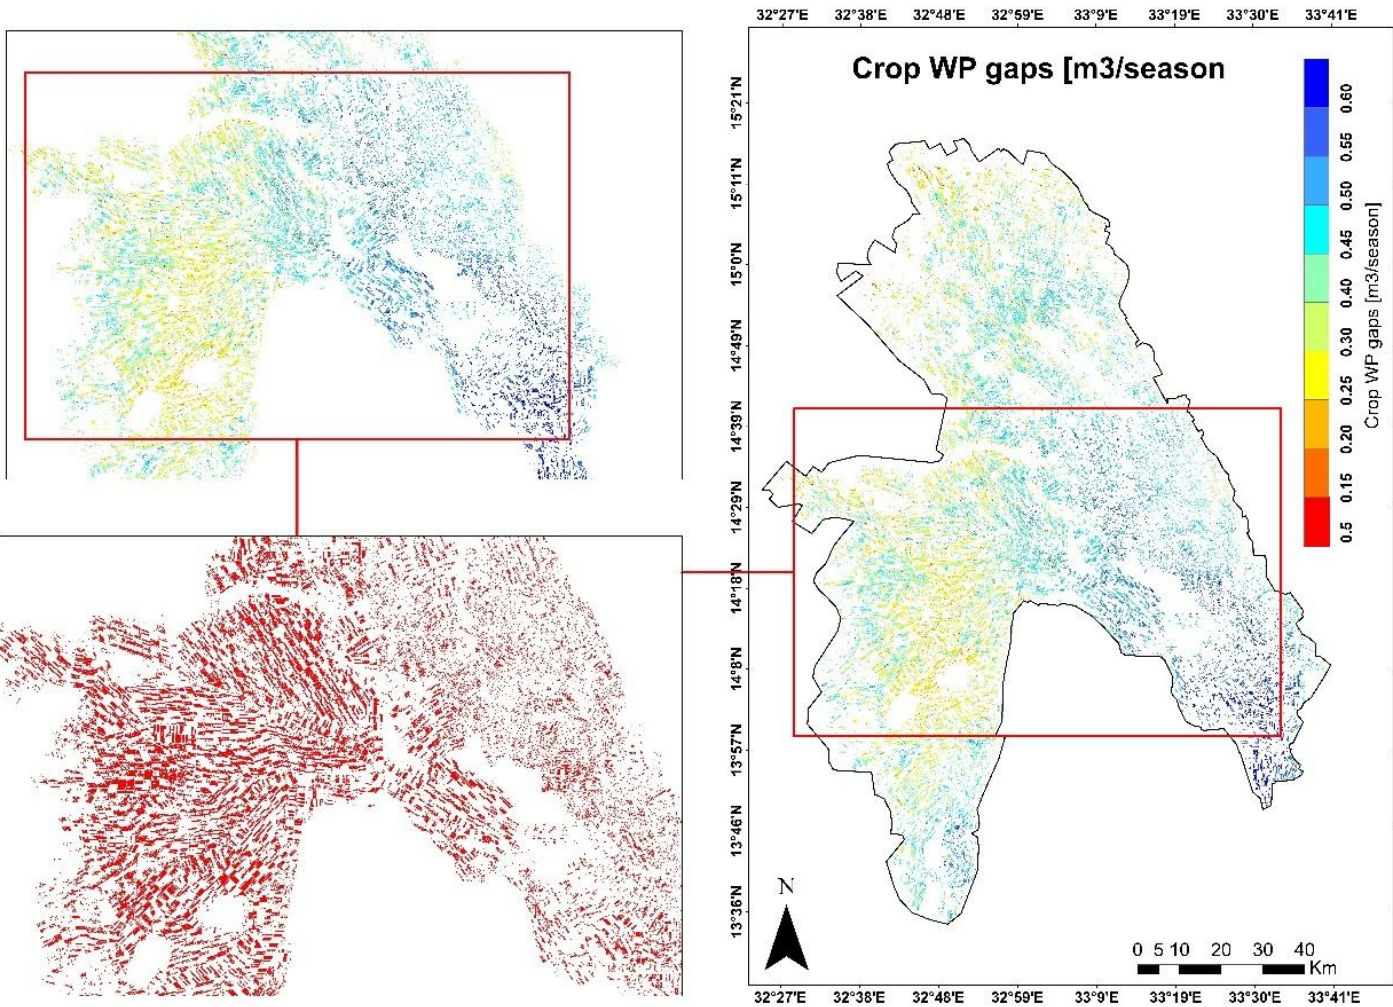 32°27'E 32°38'E 32°48'E 32°59'E 33°9'E 33°19'E 33°30'E 33°41'E
Crop WP gaps [m3/season
15°21'N
15°11'N
15°0'N
14°49'N
14°39'N
14°29'N
14°18'N
14°8'N
13°57'N
13°46'N
13°36'N
0.60
0.55
0.50
0.45
0.40
0.30
0.25
0.20
0.15
0.5
Crop WP gaps [m3/season]
N
0 5 10 20 30 40
Km
32°27'E 32°38'E 32°48'E 32°59'E 33°9'E 33°19'E 33°30'E 33°41'E